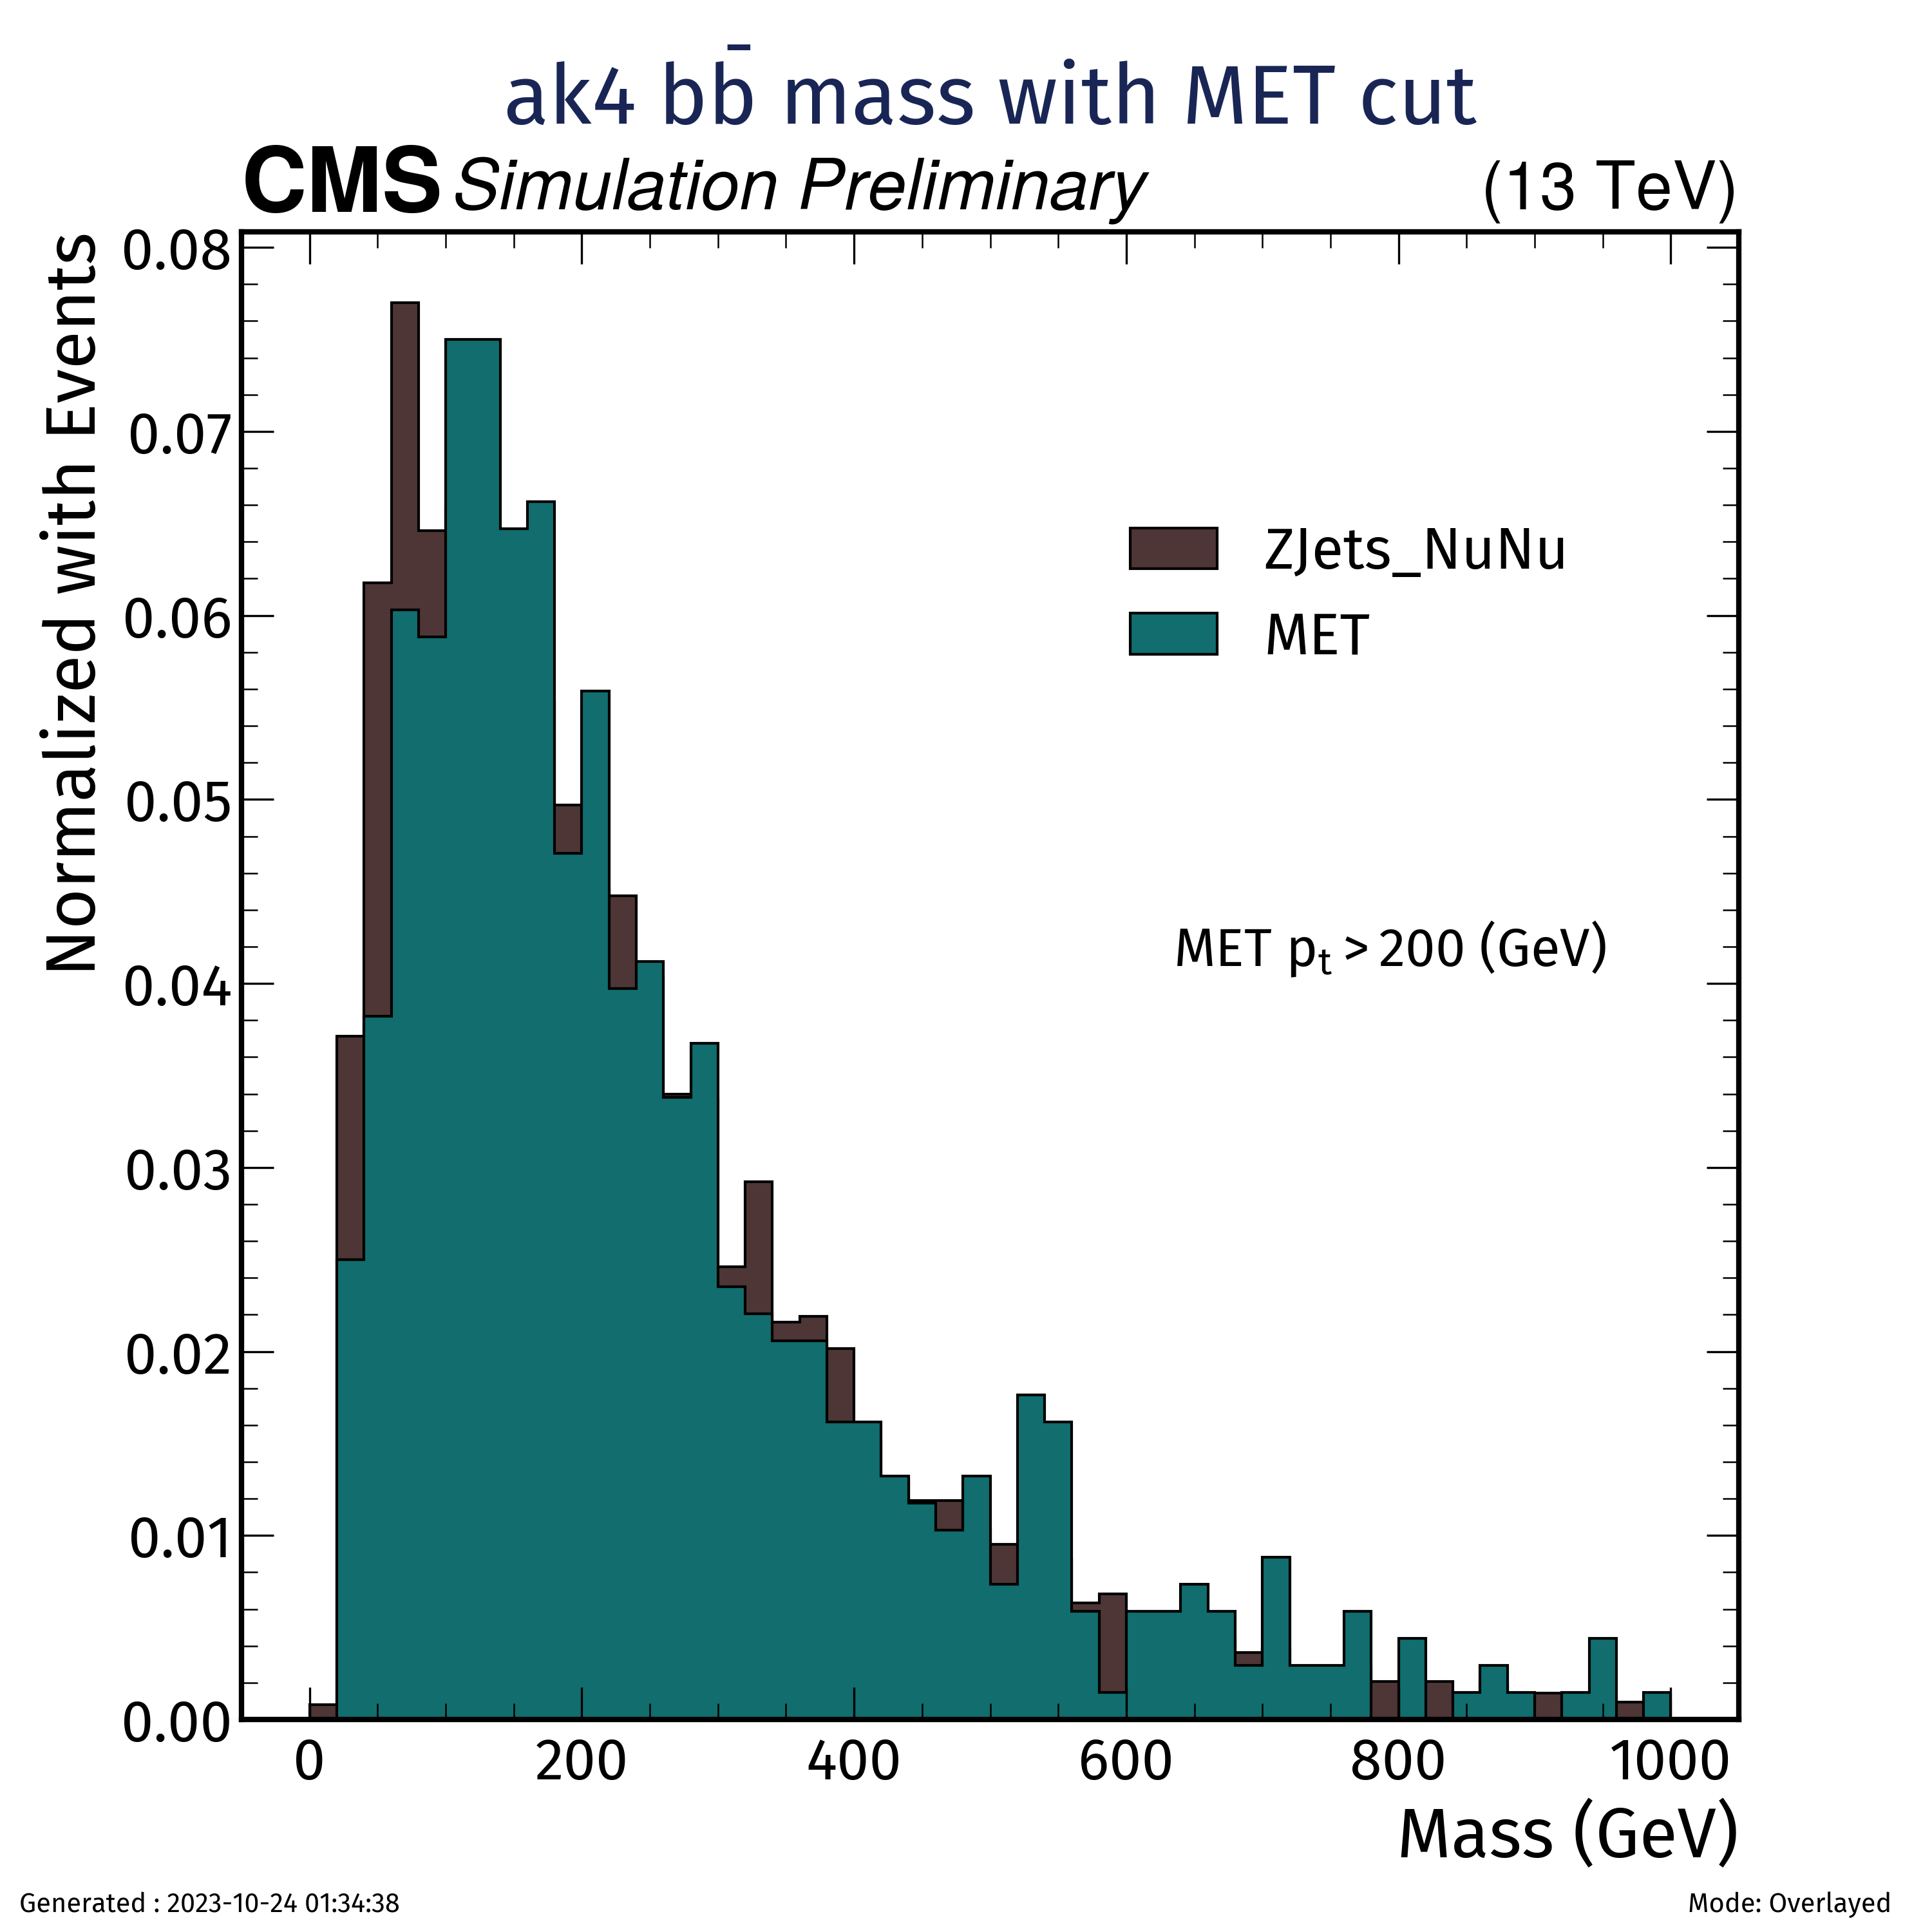 ak4 bb̄ mass with MET cut
CMS Simulation Preliminary (13 TeV)
Normalized with Events
0.08
0.07
0.06
0.05
0.04
0.03
0.02
0.01
0.00
ZJets_NuNu
MET
MET pt > 200 (GeV)
0 200 400 600 800 1000
Mass (GeV)
Generated : 2023-10-24 01:34:38
Mode: Overlayed